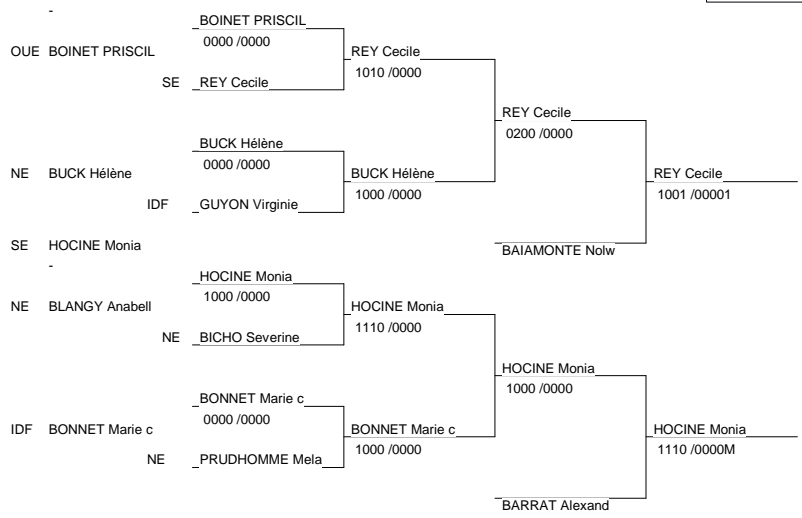 -
BOINET PRISCIL
0000 /0000
OUE BOINET PRISCIL
REY Cecile
1010 /0000
SE REY Cecile
REY Cecile
0200 /0000
BUCK Hélène
0000 /0000
NE BUCK Hélène
BUCK Hélène
1000 /0000
REY Cecile
1001 /00001
IDF GUYON Virginie
SE HOCINE Monia
BAIAMONTE Nolw
-
HOCINE Monia
1000 /0000
NE BLANGY Anabell
HOCINE Monia
1110 /0000
NE BICHO Severine
HOCINE Monia
1000 /0000
BONNET Marie c
0000 /0000
IDF BONNET Marie c
BONNET Marie c
1000 /0000
HOCINE Monia
1110 /0000M
NE PRUDHOMME Mela
BARRAT Alexand